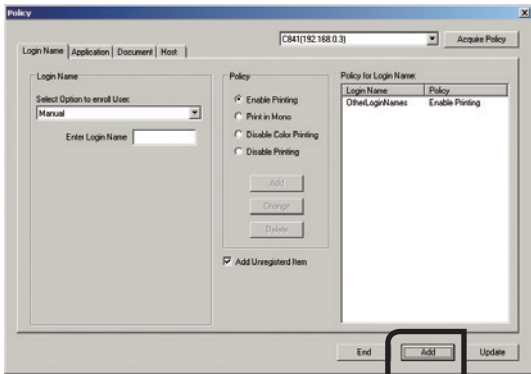 Policy
C841(192.168.0.3)
Acquire Policy
Login Name Application Document Host
Login Name
Select Option to enroll User:
Manual
Enter Login Name
Policy
Enable Printing
Print in Mono
Disable Color Printing
Disable Printing
Add
Change
Delete
Add Unregisterd Item
Policy for Login Name:
Login Name Policy
OtherLoginNames Enable Printing
End Add Update